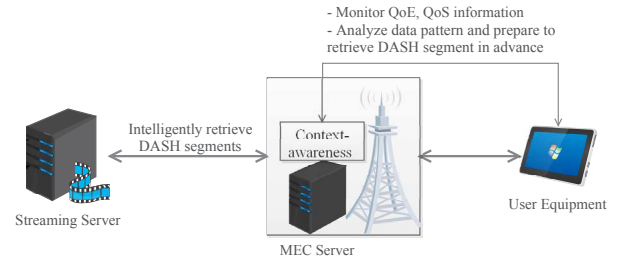 - Monitor QoE, QoS information
- Analyze data pattern and prepare to
retrieve DASH segment in advance
Intelligently retrieve
DASH segments
Context-
awareness
Streaming Server
User Equipment
MEC Server